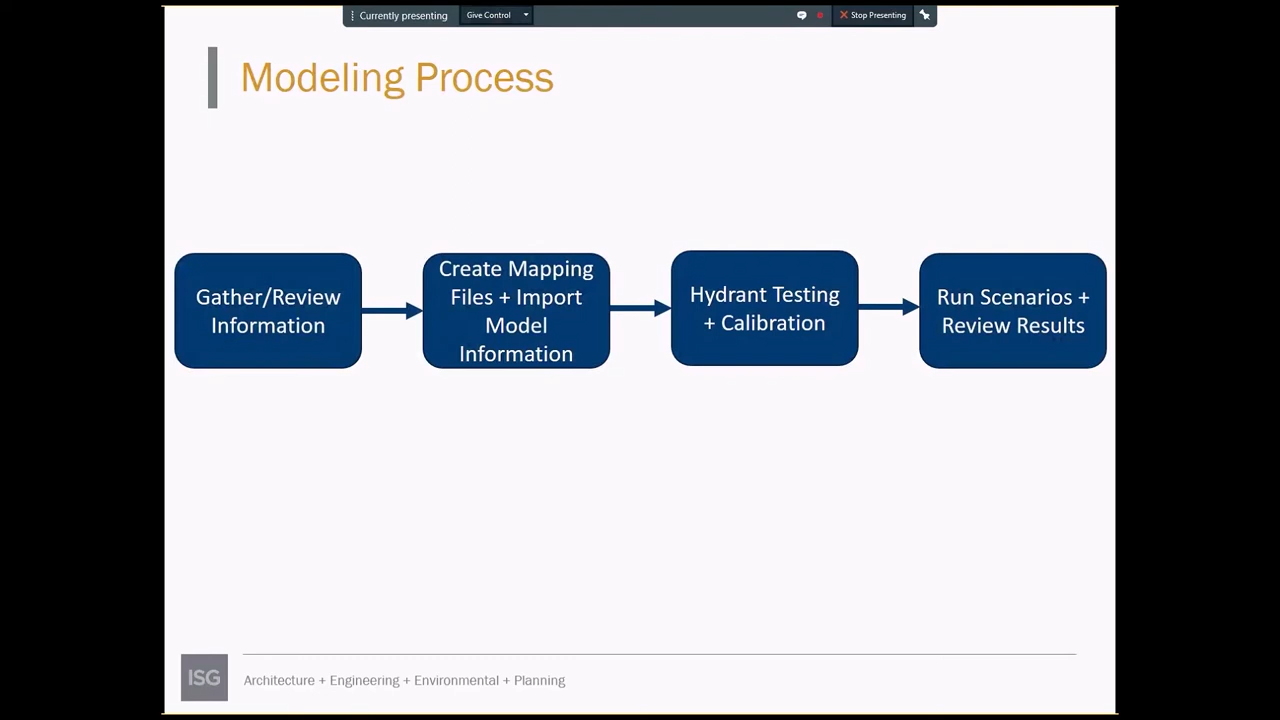 Currently presenting
Give Control
Stop Presenting
Modeling Process
Gather/Review
Information
Create Mapping
Files + Import
Model
Information
Hydrant Testing
+ Calibration
Run Scenarios +
Review Results
ISG
Architecture + Engineering + Environmental + Planning